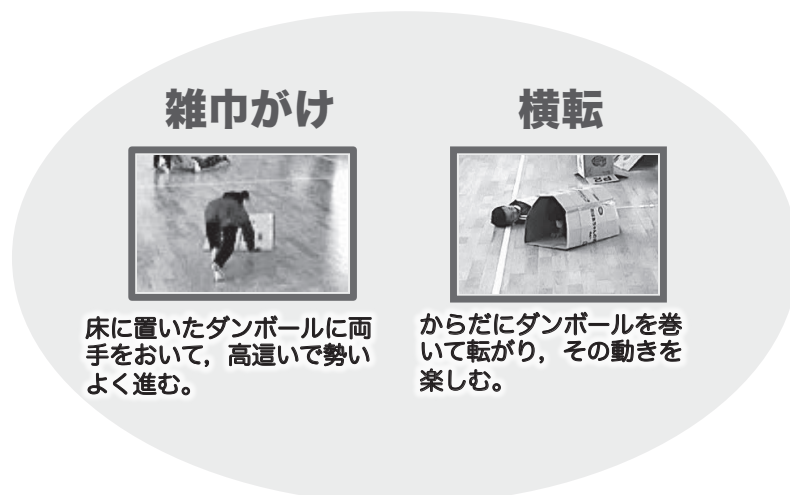 雑巾がけ
横転
床に置いたダンボールに両
手をおいて，高這いで勢い
よく進む。
からだにダンボールを巻
いて転がり，その動きを
楽しむ。